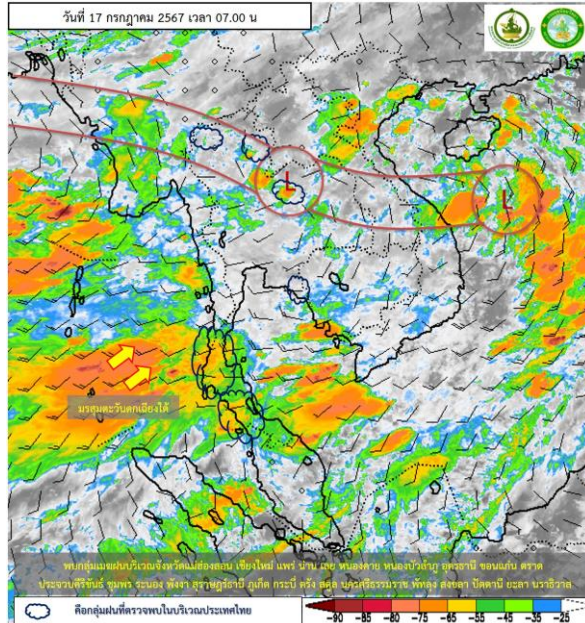 วันที่ 17 กรกฎาคม 2567 เวลา 07.00 น
L
L
มรสุมตะวันตกเฉียงใต้
พบกลุ่มเมฆฝนบริเวณจังหวัดแม่ฮ่องสอน เชียงใหม่ แพร่ น่าน เลย หนองคาย หนองบัวลำภู อุดรธานี ขอนแก่น ตราด
ประจวบคีรีขันธ์ ชุมพร ระนอง พังงา สุราษฎร์ธานี ภูเก็ต กระบี่ ตรัง สตูล นครศรีธรรมราช พัทลุง สงขลา ปัตตานี ยะลา นราธิวาส
คือกลุ่มฝนที่ตรวจพบในบริเวณประเทศไทย
-90 -85 -80 -75 -65 -55 -45 -35 -25